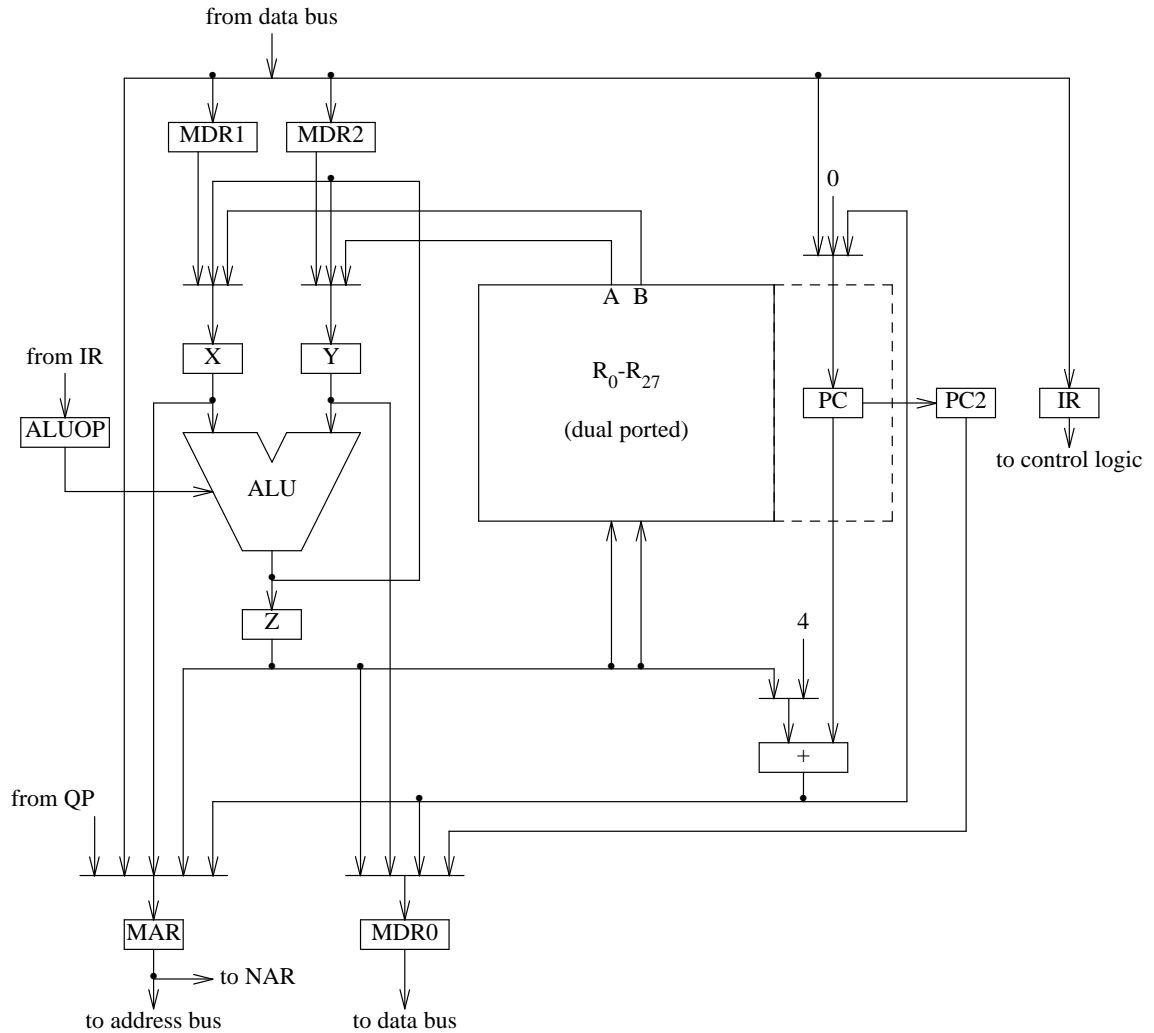 from data bus
MDR1
MDR2
0
A B
from IR
X
Y
R0-R27
PC
PC2
IR
ALUOP
(dual ported)
to control logic
ALU
Z
4
+
from QP
MAR
MDR0
to NAR
to address bus
to data bus